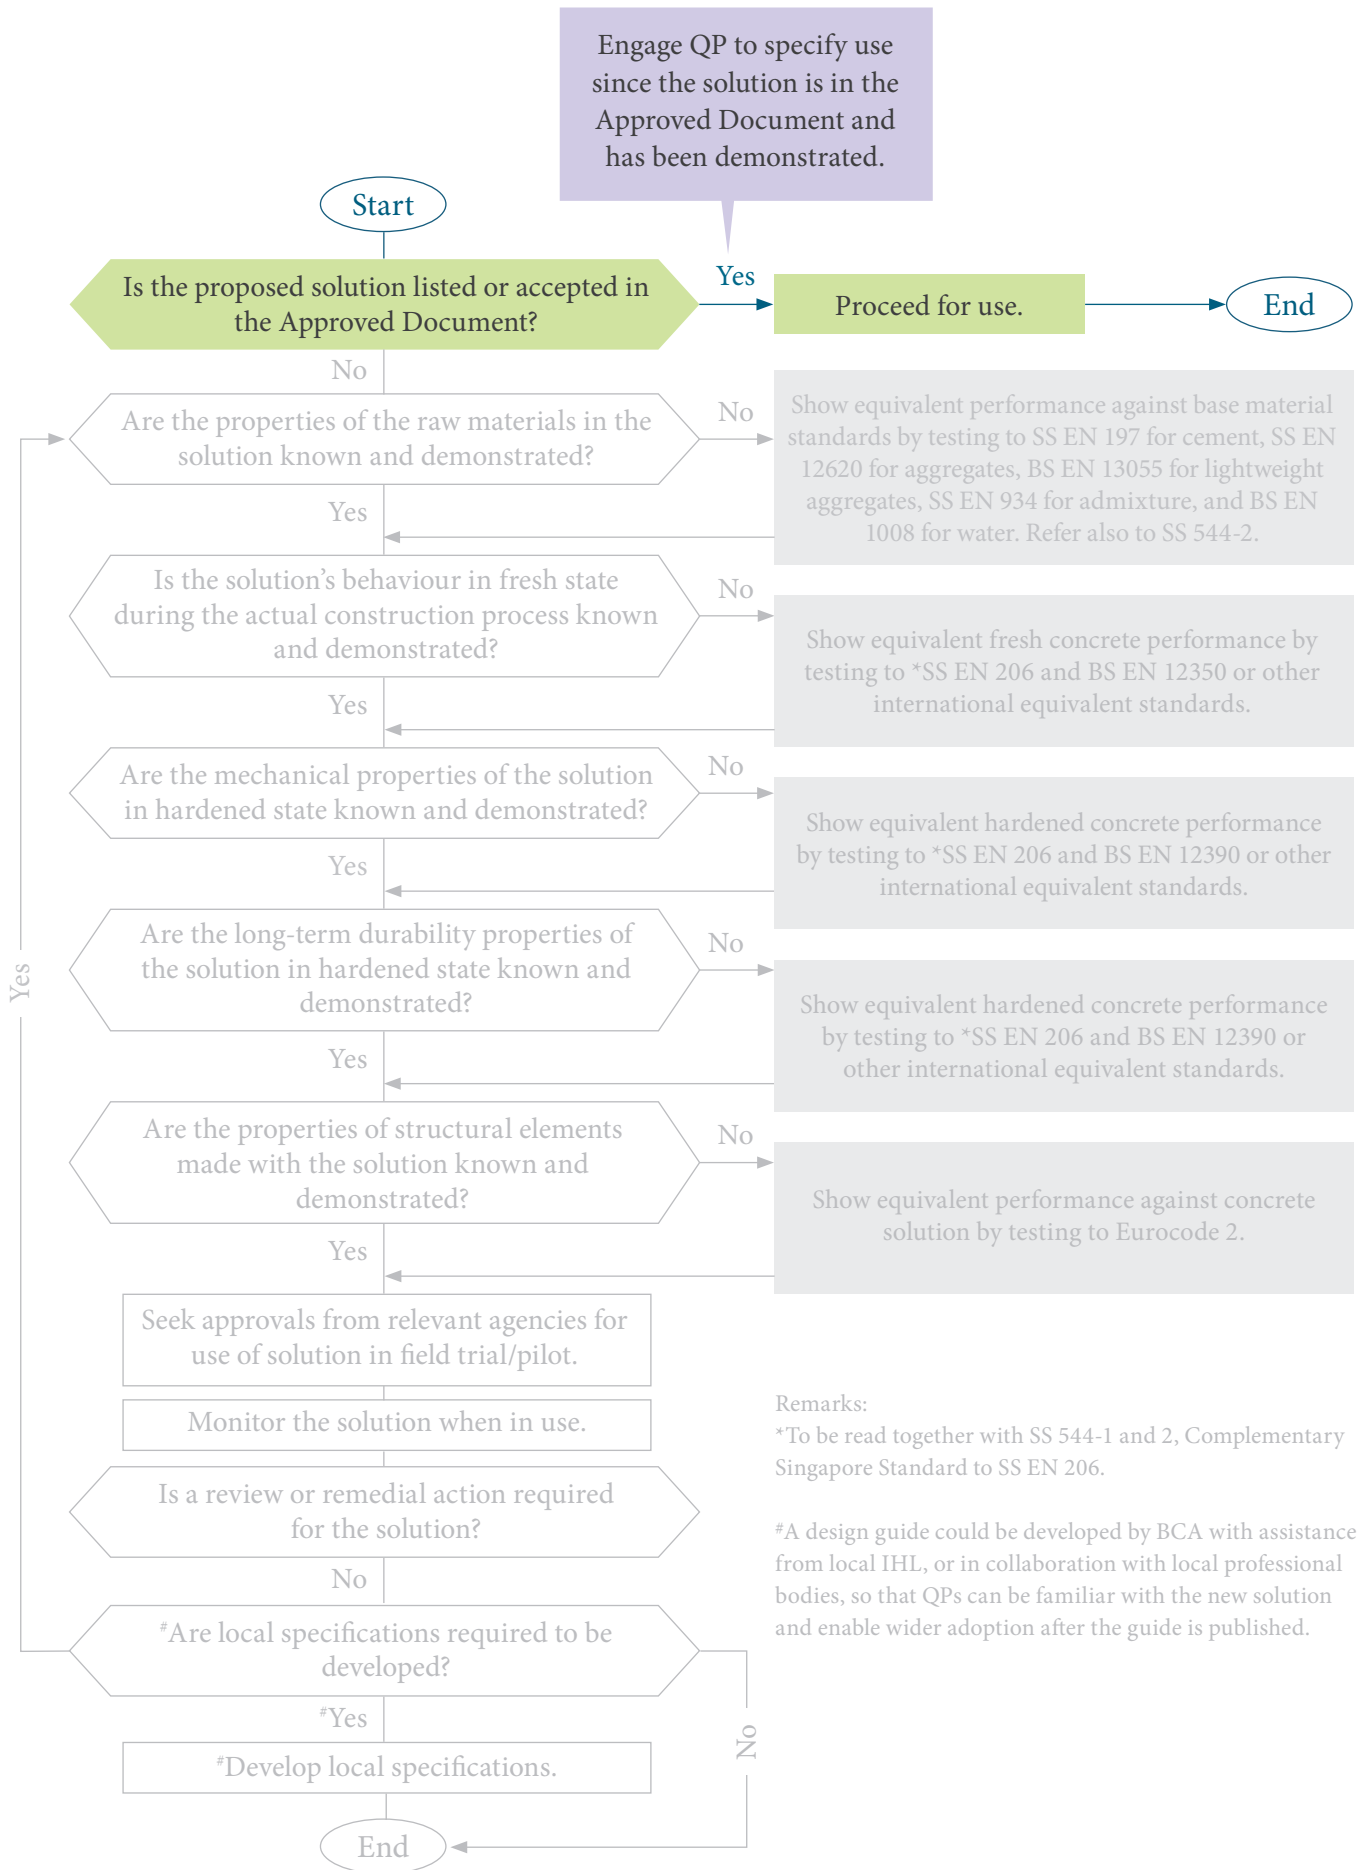 Engage QP to specify use
since the solution is in the
Approved Document and
has been demonstrated.
Start
Is the proposed solution listed or accepted in
the Approved Document?
Yes
Proceed for use.
End
No
Are the properties of the raw materials in the
solution known and demonstrated?
No
Show equivalent performance against base material
standards by testing to SS EN 197 for cement, SS EN
12620 for aggregates, BS EN 13055 for lightweight
aggregates, SS EN 934 for admixture, and BS EN
1008 for water. Refer also to SS 544-2.
Yes
Is the solution’s behaviour in fresh state
during the actual construction process known
and demonstrated?
No
Show equivalent fresh concrete performance by
testing to *SS EN 206 and BS EN 12350 or other
international equivalent standards.
Yes
Are the mechanical properties of the solution
in hardened state known and demonstrated?
No
Show equivalent hardened concrete performance
by testing to *SS EN 206 and BS EN 12390 or other
international equivalent standards.
Yes
Are the long-term durability properties of
the solution in hardened state known and
demonstrated?
No
Show equivalent hardened concrete performance
by testing to *SS EN 206 and BS EN 12390 or
other international equivalent standards.
Yes
Yes
Are the properties of structural elements
made with the solution known and
demonstrated?
No
Show equivalent performance against concrete
solution by testing to Eurocode 2.
Yes
Seek approvals from relevant agencies for
use of solution in field trial/pilot.
Monitor the solution when in use.
Is a review or remedial action required
for the solution?
No
#Are local specifications required to be
developed?
#Yes
No
#Develop local specifications.
End
Remarks:
*To be read together with SS 544-1 and 2, Complementary
Singapore Standard to SS EN 206.
#A design guide could be developed by BCA with assistance
from local IHL, or in collaboration with local professional
bodies, so that QPs can be familiar with the new solution
and enable wider adoption after the guide is published.